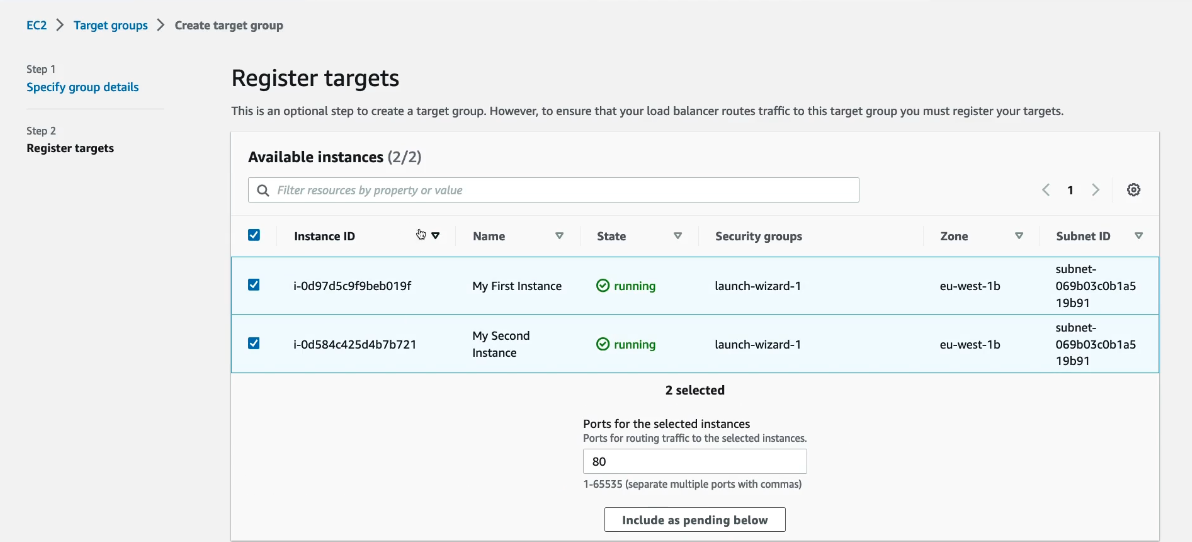 EC2 > Target groups > Create target group
Step 1
Specify group details
Step 2
Register targets
Register targets
This is an optional step to create a target group. However, to ensure that your load balancer routes traffic to this target group you must register your targets.
Available instances (2/2)
Filter resources by property or value
1
Instance ID Name State Security groups Zone Subnet ID
i-0d97d5c9f9beb019f My First Instance running launch-wizard-1 eu-west-1b subnet-
069b03c0b1a5
19b91
i-0d584c425d4b7b721 My Second
Instance running launch-wizard-1 eu-west-1b subnet-
069b03c0b1a5
19b91
2 selected
Ports for the selected instances
Ports for routing traffic to the selected instances.
80
1-65535 (separate multiple ports with commas)
Include as pending below